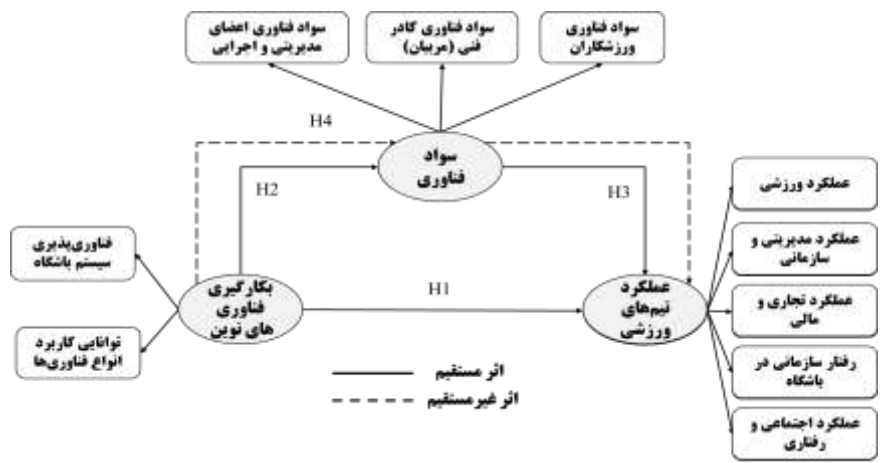 سواد فناوری
ورزشکاران
سواد فناوری کادر
فنی (مربیان)
سواد فناوری اعضای
مدیریتی و اجرایی
H4
سواد
فناوری
H2
H3
عملکرد ورزشی
عملکرد مدیریتی و
سازمانی
عملکرد تجاری و
مالی
رفتار سازمانی در
باشگاه
عملکرد اجتماعی و
رفتاری
فناوری‌پذیری
سیستم باشگاه
توانایی کاربرد
انواع فناوری‌ها
بکارگیری
فناوری
های نوین
H1
عملکرد
تیم‌های
ورزشی
اثر مستقیم
اثر غیرمستقیم